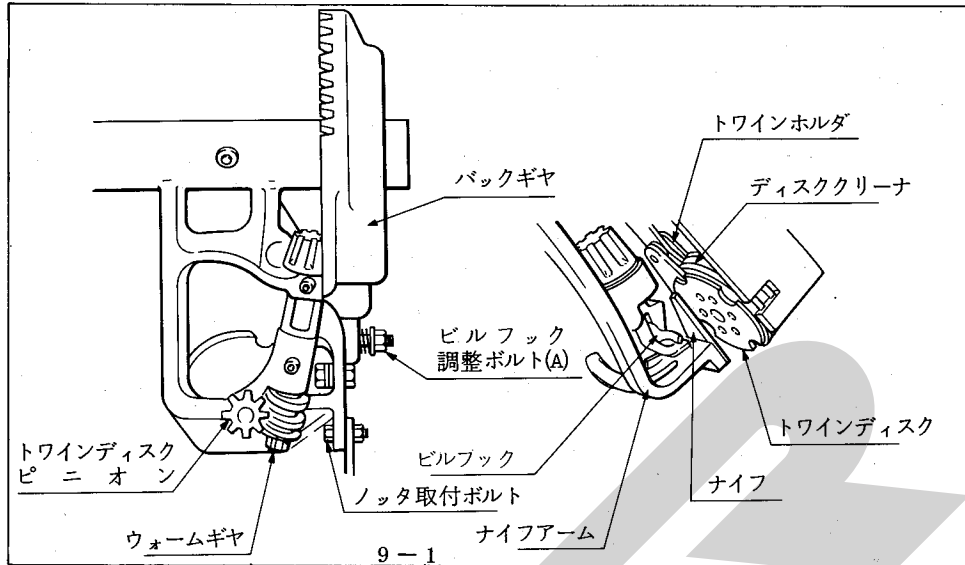 バックギヤ
ビルフック
調整ボルト(A)
トワインディスク
ピニオン
ウォームギヤ
ノッタ取付ボルト
トワインホルダ
ディスククリーナ
ビルフック
ナイフアーム
ナイフ
トワインディスク
9－1